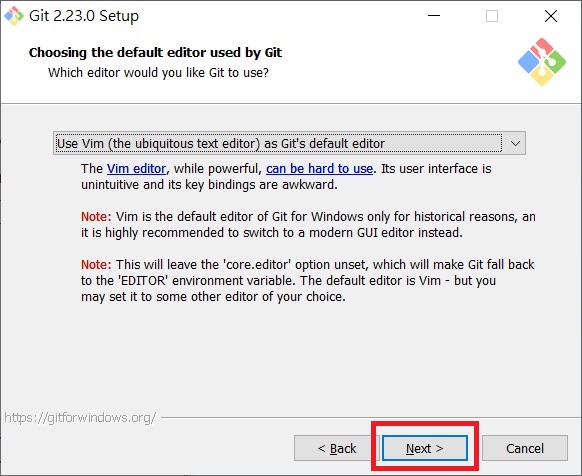 Git 2.23.0 Setup
Choosing the default editor used by Git
Which editor would you like Git to use?
Use Vim (the ubiquitous text editor) as Git's default editor
The Vim editor, while powerful, can be hard to use. Its user interface is
unintuitive and its key bindings are awkward.
Note: Vim is the default editor of Git for Windows only for historical reasons, an
it is highly recommended to switch to a modern GUI editor instead.
Note: This will leave the 'core.editor' option unset, which will make Git fall back
to the 'EDITOR' environment variable. The default editor is Vim - but you
may set it to some other editor of your choice.
https://gitforwindows.org/
< Back Next > Cancel